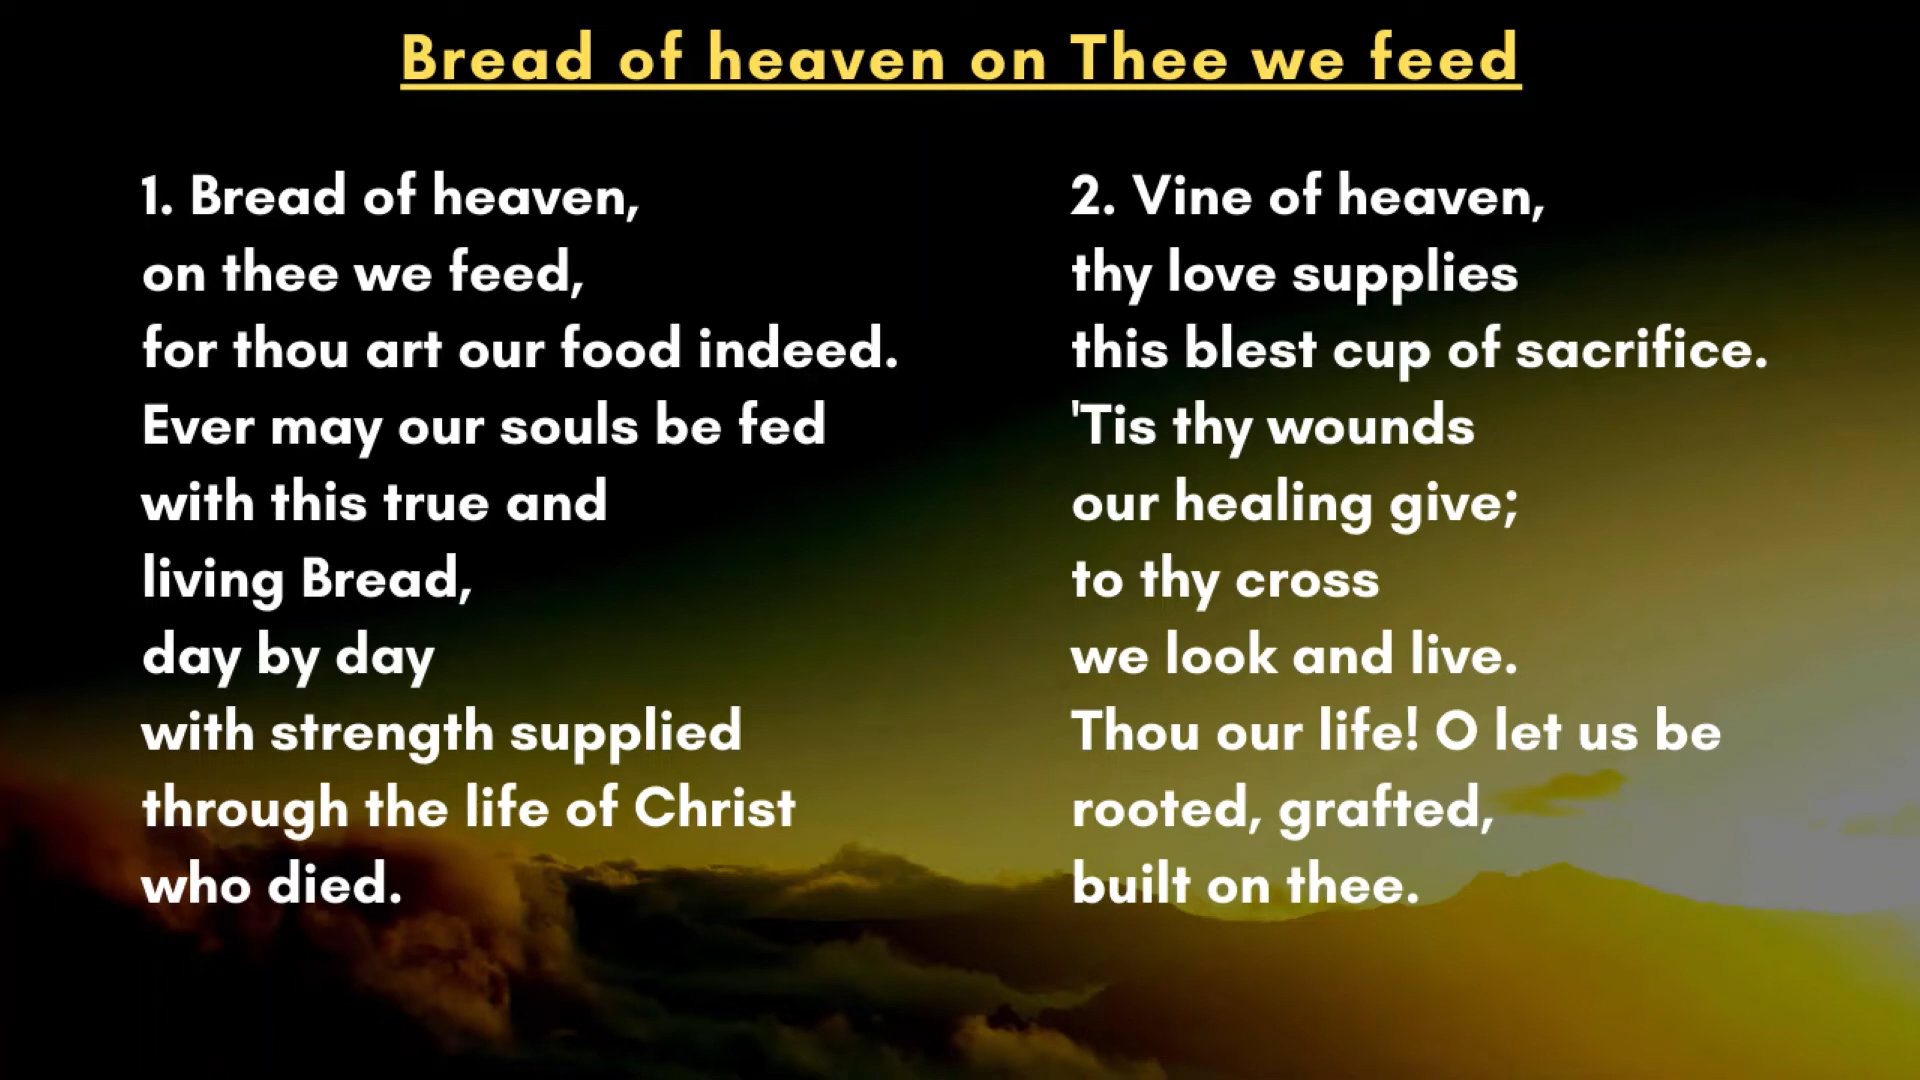 Bread of heaven on Thee we feed
1. Bread of heaven,
on thee we feed,
for thou art our food indeed.
Ever may our souls be fed
with this true and
living Bread,
day by day
with strength supplied
through the life of Christ
who died.
2. Vine of heaven,
thy love supplies
this blest cup of sacrifice.
'Tis thy wounds
our healing give;
to thy cross
we look and live.
Thou our life! O let us be
rooted, grafted,
built on thee.